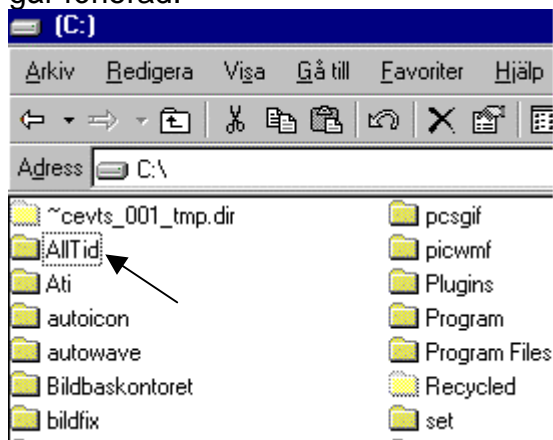 (C:)
Arkiv Redigera Visa Gå till Favoriter Hjälp
Adress C:\
~cevts_001_tmp.dir pcsgif
AllTid picwmf
Ati Plugins
autoicon Program
autowave Program Files
Bildbaskontoret Recycled
bildfix set